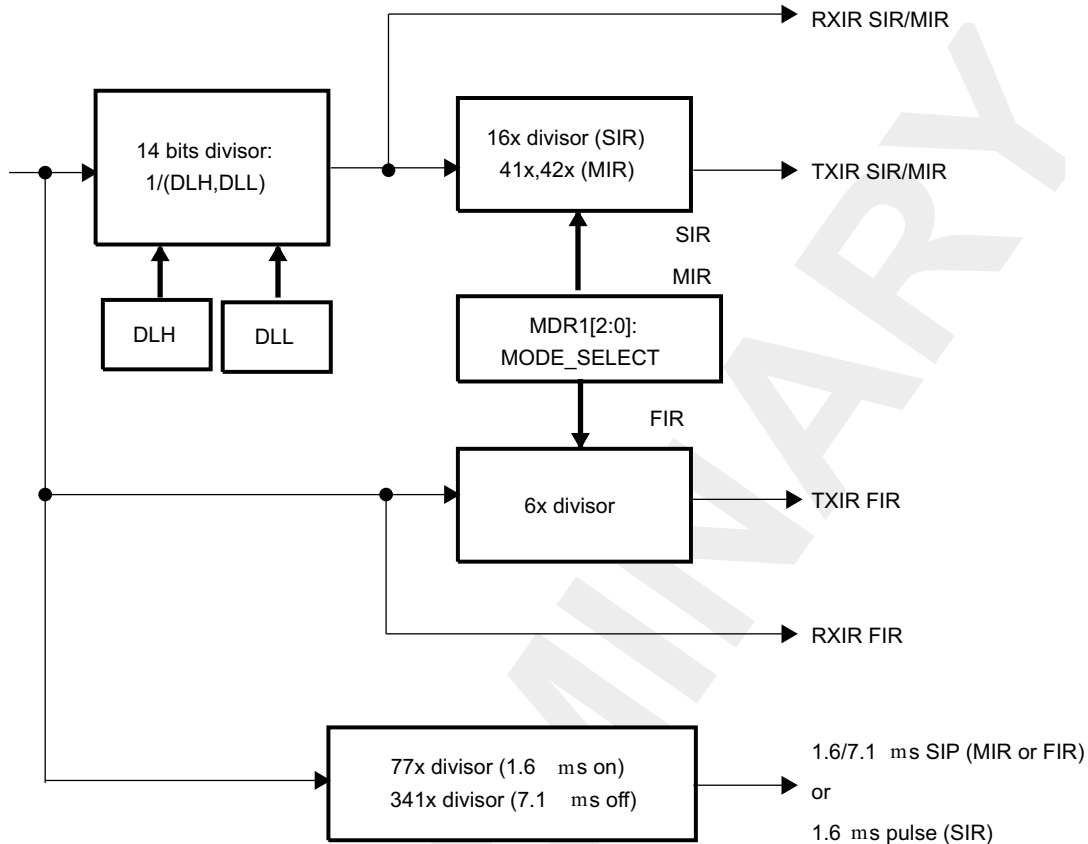 RXIR SIR/MIR
14 bits divisor:
1/(DLH,DLL)
16x divisor (SIR)
41x,42x (MIR)
TXIR SIR/MIR
SIR
MIR
DLH
DLL
MDR1[2:0]:
MODE_SELECT
FIR
6x divisor
TXIR FIR
RXIR FIR
77x divisor (1.6 ms on)
341x divisor (7.1 ms off)
1.6/7.1 ms SIP (MIR or FIR)
or
1.6 ms pulse (SIR)
MINARY